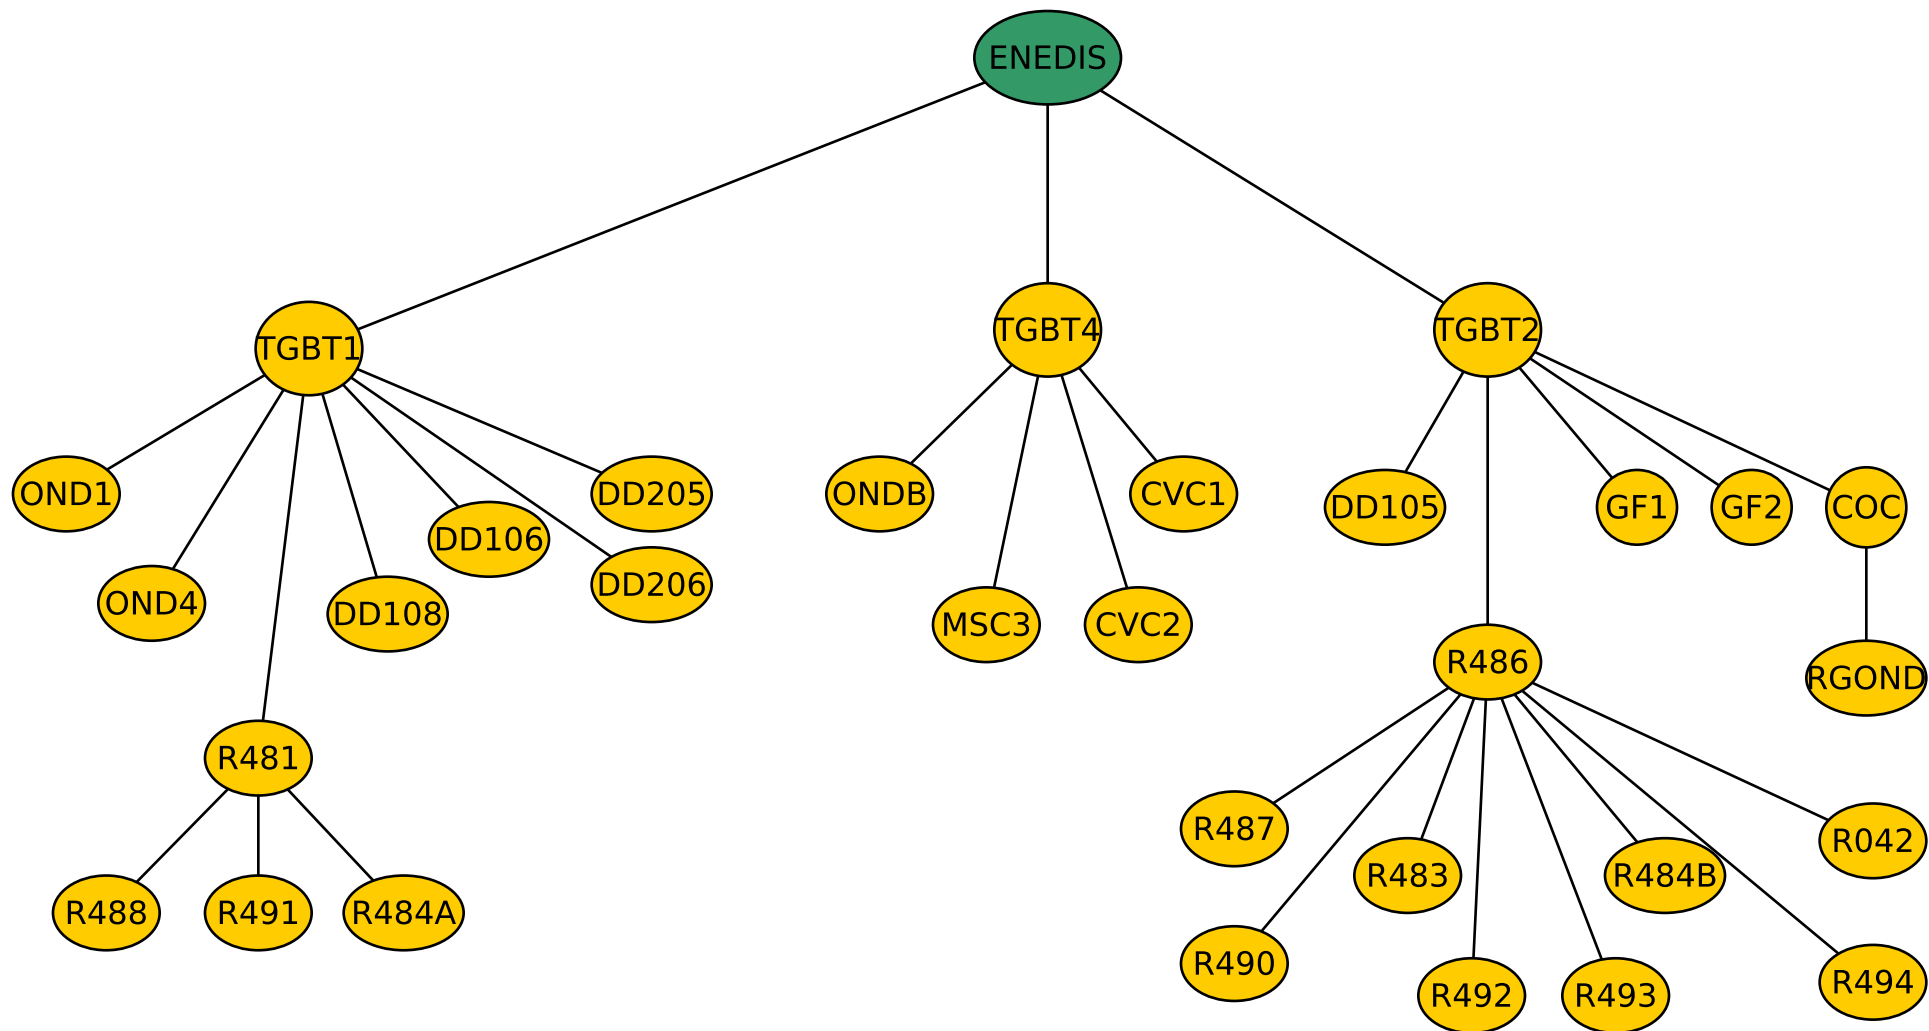 ENEDIS
TGBT1
TGBT4
TGBT2
OND1
DD205
ONDB
CVC1
DD105
GF1
GF2
COC
DD106
OND4
DD108
DD206
MSC3
CVC2
R486
RGOND
R481
R487
R483
R484B
R042
R488
R491
R484A
R490
R492
R493
R494